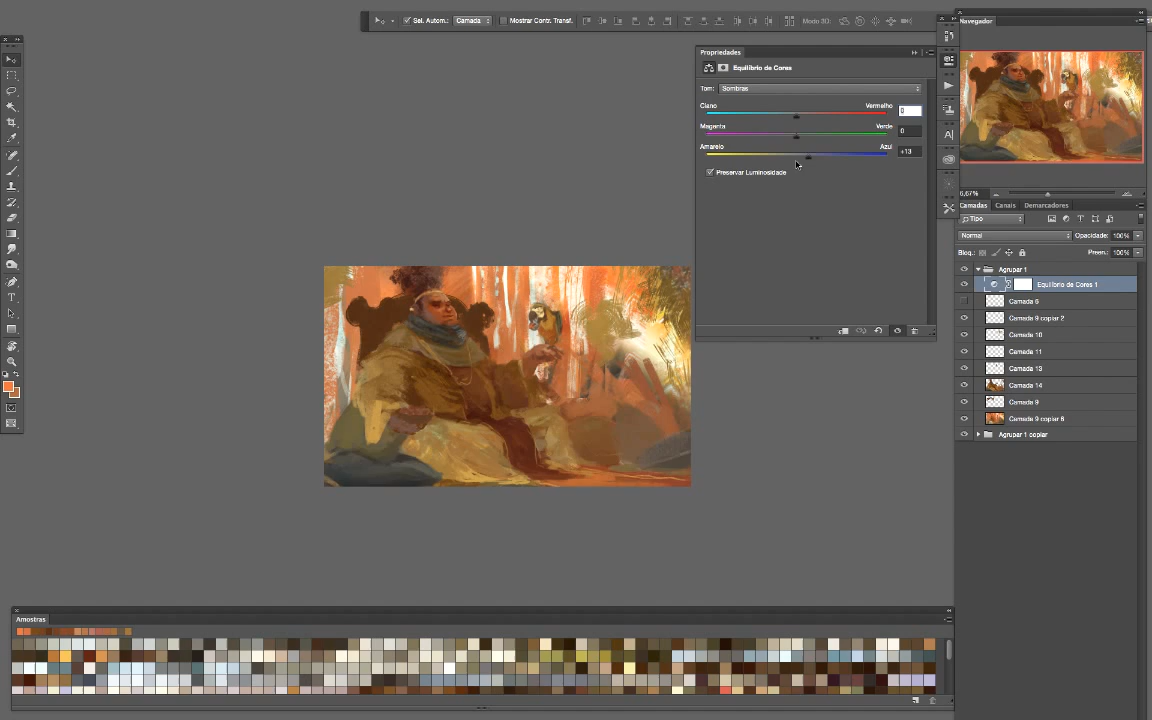 Sel. Autom.: Camada Mostrar Contr. Transf. Modo 3D:
Navegador
Propriedades
Equilíbrio de Cores
Tom: Sombras
Ciano Vermelho 0
Magenta Verde 0
Amarelo Azul +13
Preservar Luminosidade
6,67%
Camadas Canais Demarcadores
Tipo
Normal Opacidade: 100%
Bloq.: Preen.: 100%
Agrupar 1
Equilíbrio de Cores 1
Camada 6
Camada 9 copiar 2
Camada 10
Camada 11
Camada 13
Camada 14
Camada 9
Camada 9 copiar 6
Agrupar 1 copiar
Amostras